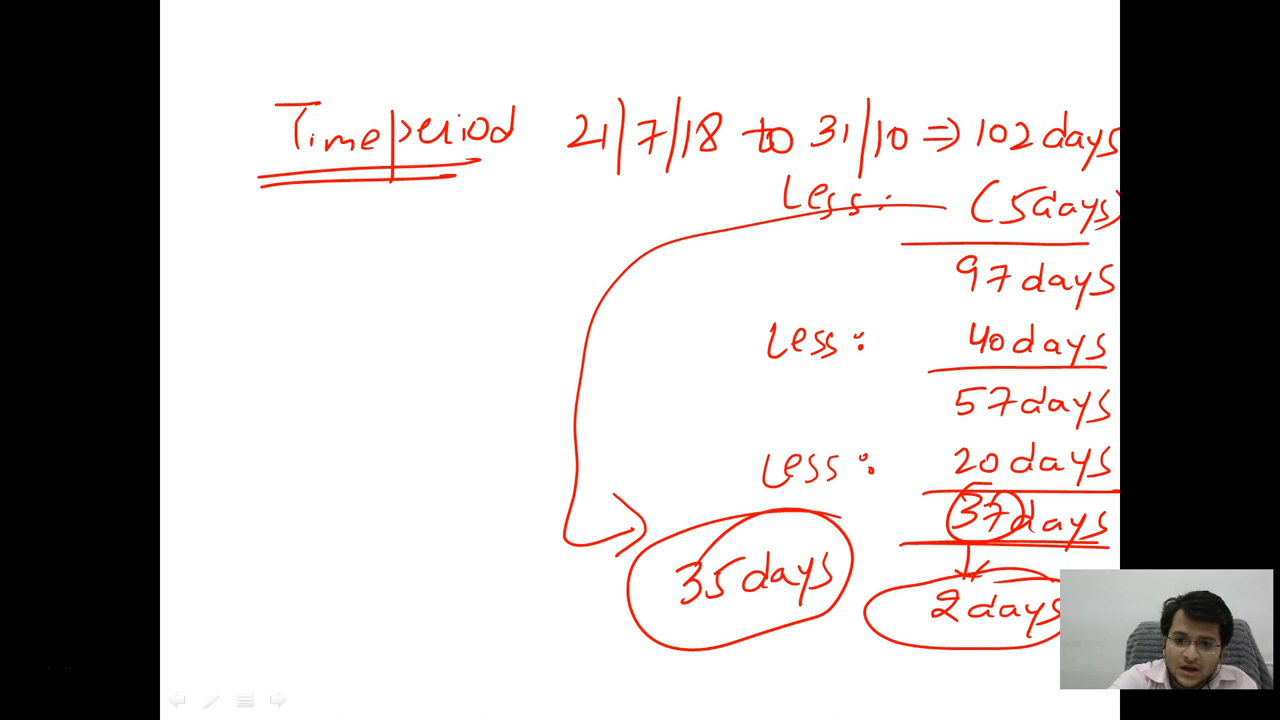 Time period 21/7/18 to 31/10 ⇒ 102 days
Less: (5 days)
97 days
Less: 40 days
57 days
Less: 20 days
37 days
35 days 2 days